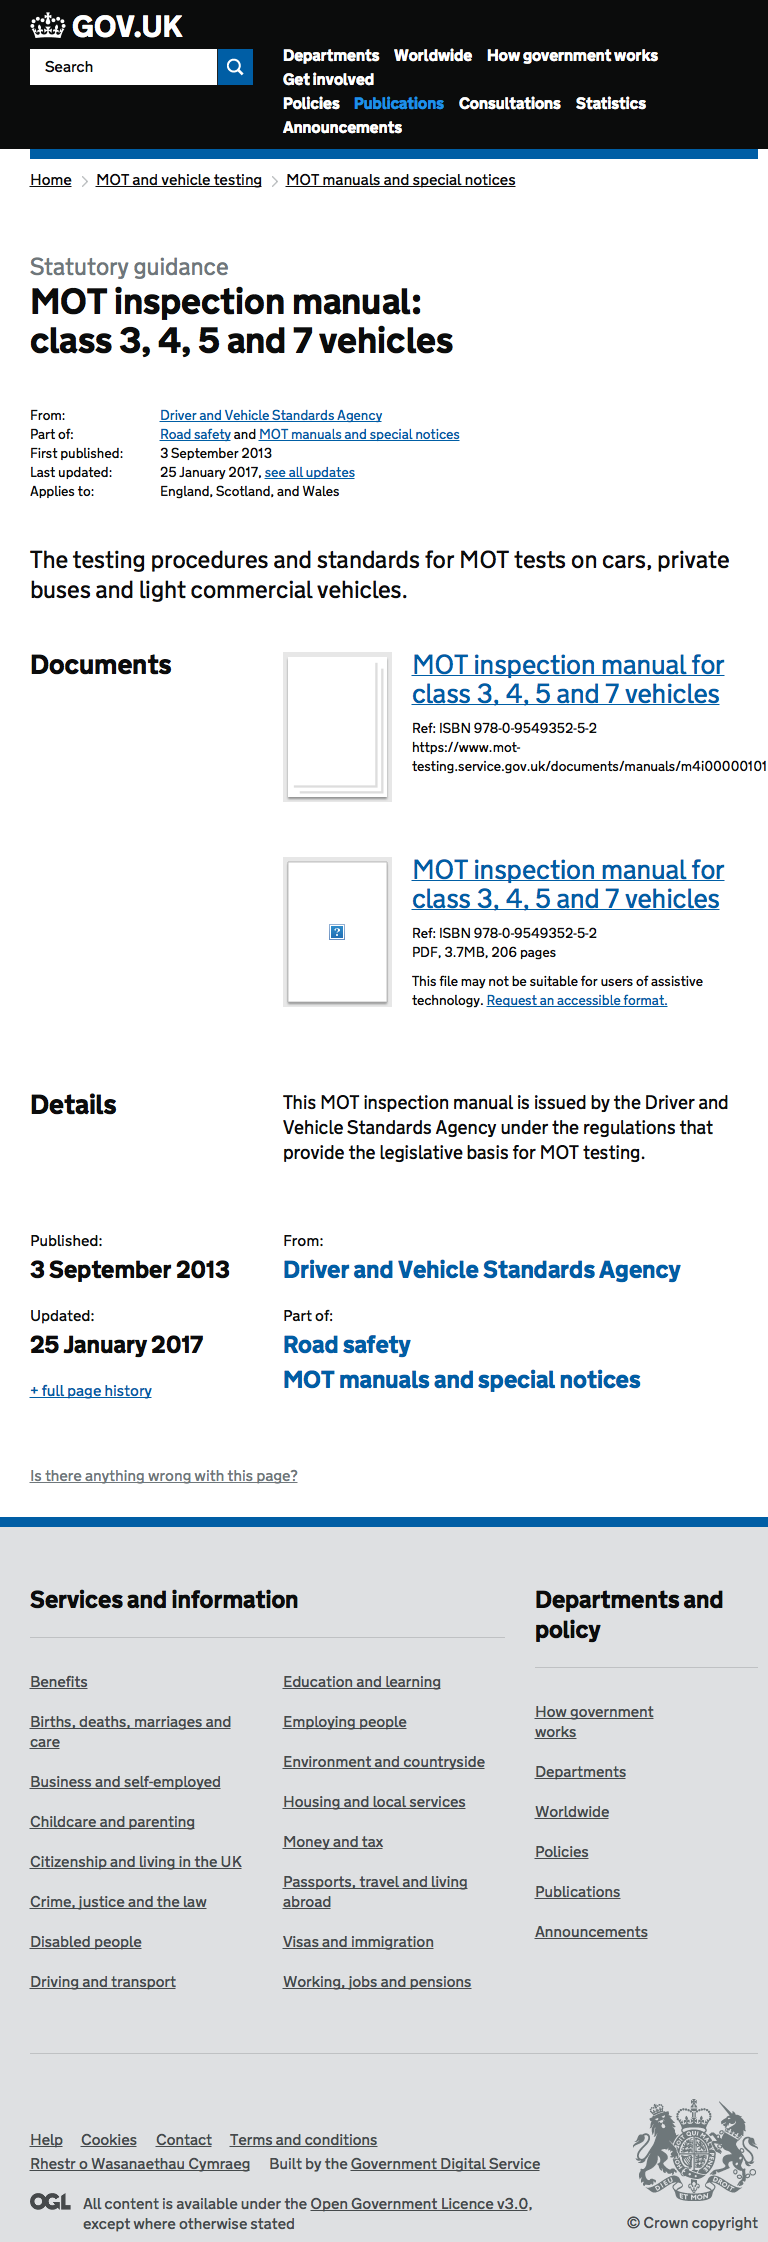 GOV.UK
Search
Departments Worldwide How government works
Get involved
Policies Publications Consultations Statistics
Announcements
Home MOT and vehicle testing MOT manuals and special notices
Statutory guidance
MOT inspection manual:
class 3, 4, 5 and 7 vehicles
From: Driver and Vehicle Standards Agency
Part of: Road safety and MOT manuals and special notices
First published: 3 September 2013
Last updated: 25 January 2017, see all updates
Applies to: England, Scotland, and Wales
The testing procedures and standards for MOT tests on cars, private
buses and light commercial vehicles.
Documents
MOT inspection manual for
class 3, 4, 5 and 7 vehicles
Ref: ISBN 978-0-9549352-5-2
https://www.mot-
testing.service.gov.uk/documents/manuals/m4i00000101
MOT inspection manual for
class 3, 4, 5 and 7 vehicles
?
Ref: ISBN 978-0-9549352-5-2
PDF, 3.7MB, 206 pages
This file may not be suitable for users of assistive
technology. Request an accessible format.
Details
This MOT inspection manual is issued by the Driver and
Vehicle Standards Agency under the regulations that
provide the legislative basis for MOT testing.
Published:
3 September 2013
Updated:
25 January 2017
+ full page history
From:
Driver and Vehicle Standards Agency
Part of:
Road safety
MOT manuals and special notices
Is there anything wrong with this page?
Services and information
Benefits
Births, deaths, marriages and
care
Business and self-employed
Childcare and parenting
Citizenship and living in the UK
Crime, justice and the law
Disabled people
Driving and transport
Education and learning
Employing people
Environment and countryside
Housing and local services
Money and tax
Passports, travel and living
abroad
Visas and immigration
Working, jobs and pensions
Departments and
policy
How government
works
Departments
Worldwide
Policies
Publications
Announcements
Help Cookies Contact Terms and conditions
Rhestr o Wasanaethau Cymraeg Built by the Government Digital Service
OGL All content is available under the Open Government Licence v3.0,
except where otherwise stated
DIEU ET MON DROIT
© Crown copyright